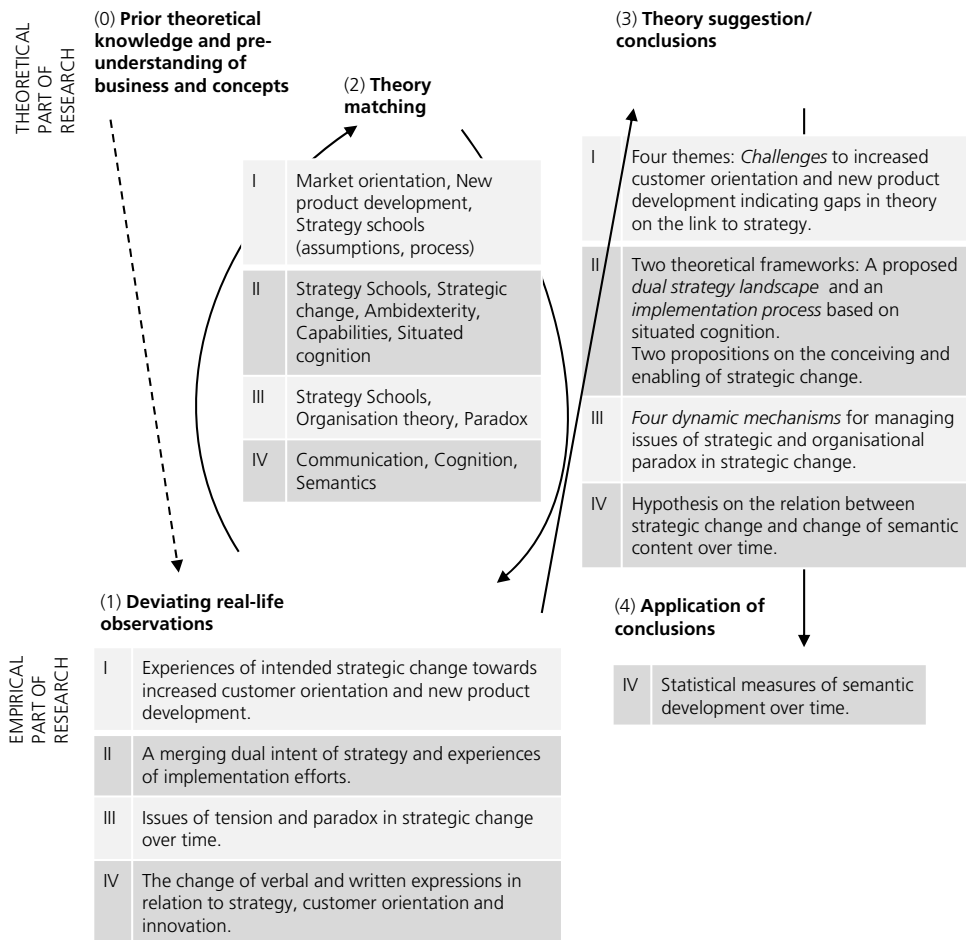 THEORETICAL
PART OF
RESEARCH
(0) Prior theoretical
knowledge and pre-
understanding of
business and concepts
(2) Theory
matching
I Market orientation, New
product development,
Strategy schools
(assumptions, process)
II Strategy Schools, Strategic
change, Ambidexterity,
Capabilities, Situated
cognition
III Strategy Schools,
Organisation theory, Paradox
IV Communication, Cognition,
Semantics
(3) Theory suggestion/
conclusions
I Four themes: Challenges to increased
customer orientation and new product
development indicating gaps in theory
on the link to strategy.
II Two theoretical frameworks: A proposed
dual strategy landscape and an
implementation process based on
situated cognition.
Two propositions on the conceiving and
enabling of strategic change.
III Four dynamic mechanisms for managing
issues of strategic and organisational
paradox in strategic change.
IV Hypothesis on the relation between
strategic change and change of semantic
content over time.
EMPIRICAL
PART OF
RESEARCH
(1) Deviating real-life
observations
I Experiences of intended strategic change towards
increased customer orientation and new product
development.
II A merging dual intent of strategy and experiences
of implementation efforts.
III Issues of tension and paradox in strategic change
over time.
IV The change of verbal and written expressions in
relation to strategy, customer orientation and
innovation.
(4) Application of
conclusions
IV Statistical measures of semantic
development over time.